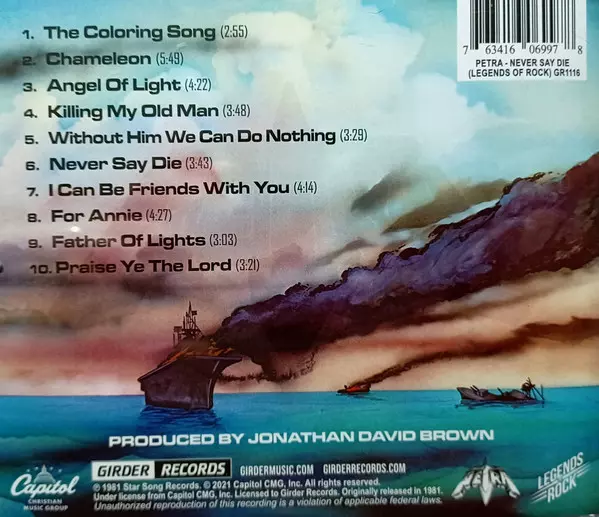 1. The Coloring Song (2:55)
2. Chameleon (5:49)
3. Angel Of Light (4:22)
4. Killing My Old Man (3:48)
5. Without Him We Can Do Nothing (3:29)
6. Never Say Die (3:43)
7. I Can Be Friends With You (4:14)
8. For Annie (4:27)
9. Father Of Lights (3:03)
10. Praise Ye The Lord (3:21)
7 63416 06997 8
PETRA - NEVER SAY DIE
(LEGENDS OF ROCK) GR1116
PRODUCED BY JONATHAN DAVID BROWN
Capitol
CHRISTIAN
MUSIC GROUP
GIRDER RECORDS GIRDERMUSIC.COM GIRDERRECORDS.COM
℗ 1981 Star Song Records. © 2021 Capitol CMG, Inc. All rights reserved.
Under license from Capitol CMG, Inc. Licensed to Girder Records. Originally released in 1981.
Unauthorized reproduction of this recording is a violation of applicable federal laws.
PETRA
LEGENDS
OF
ROCK